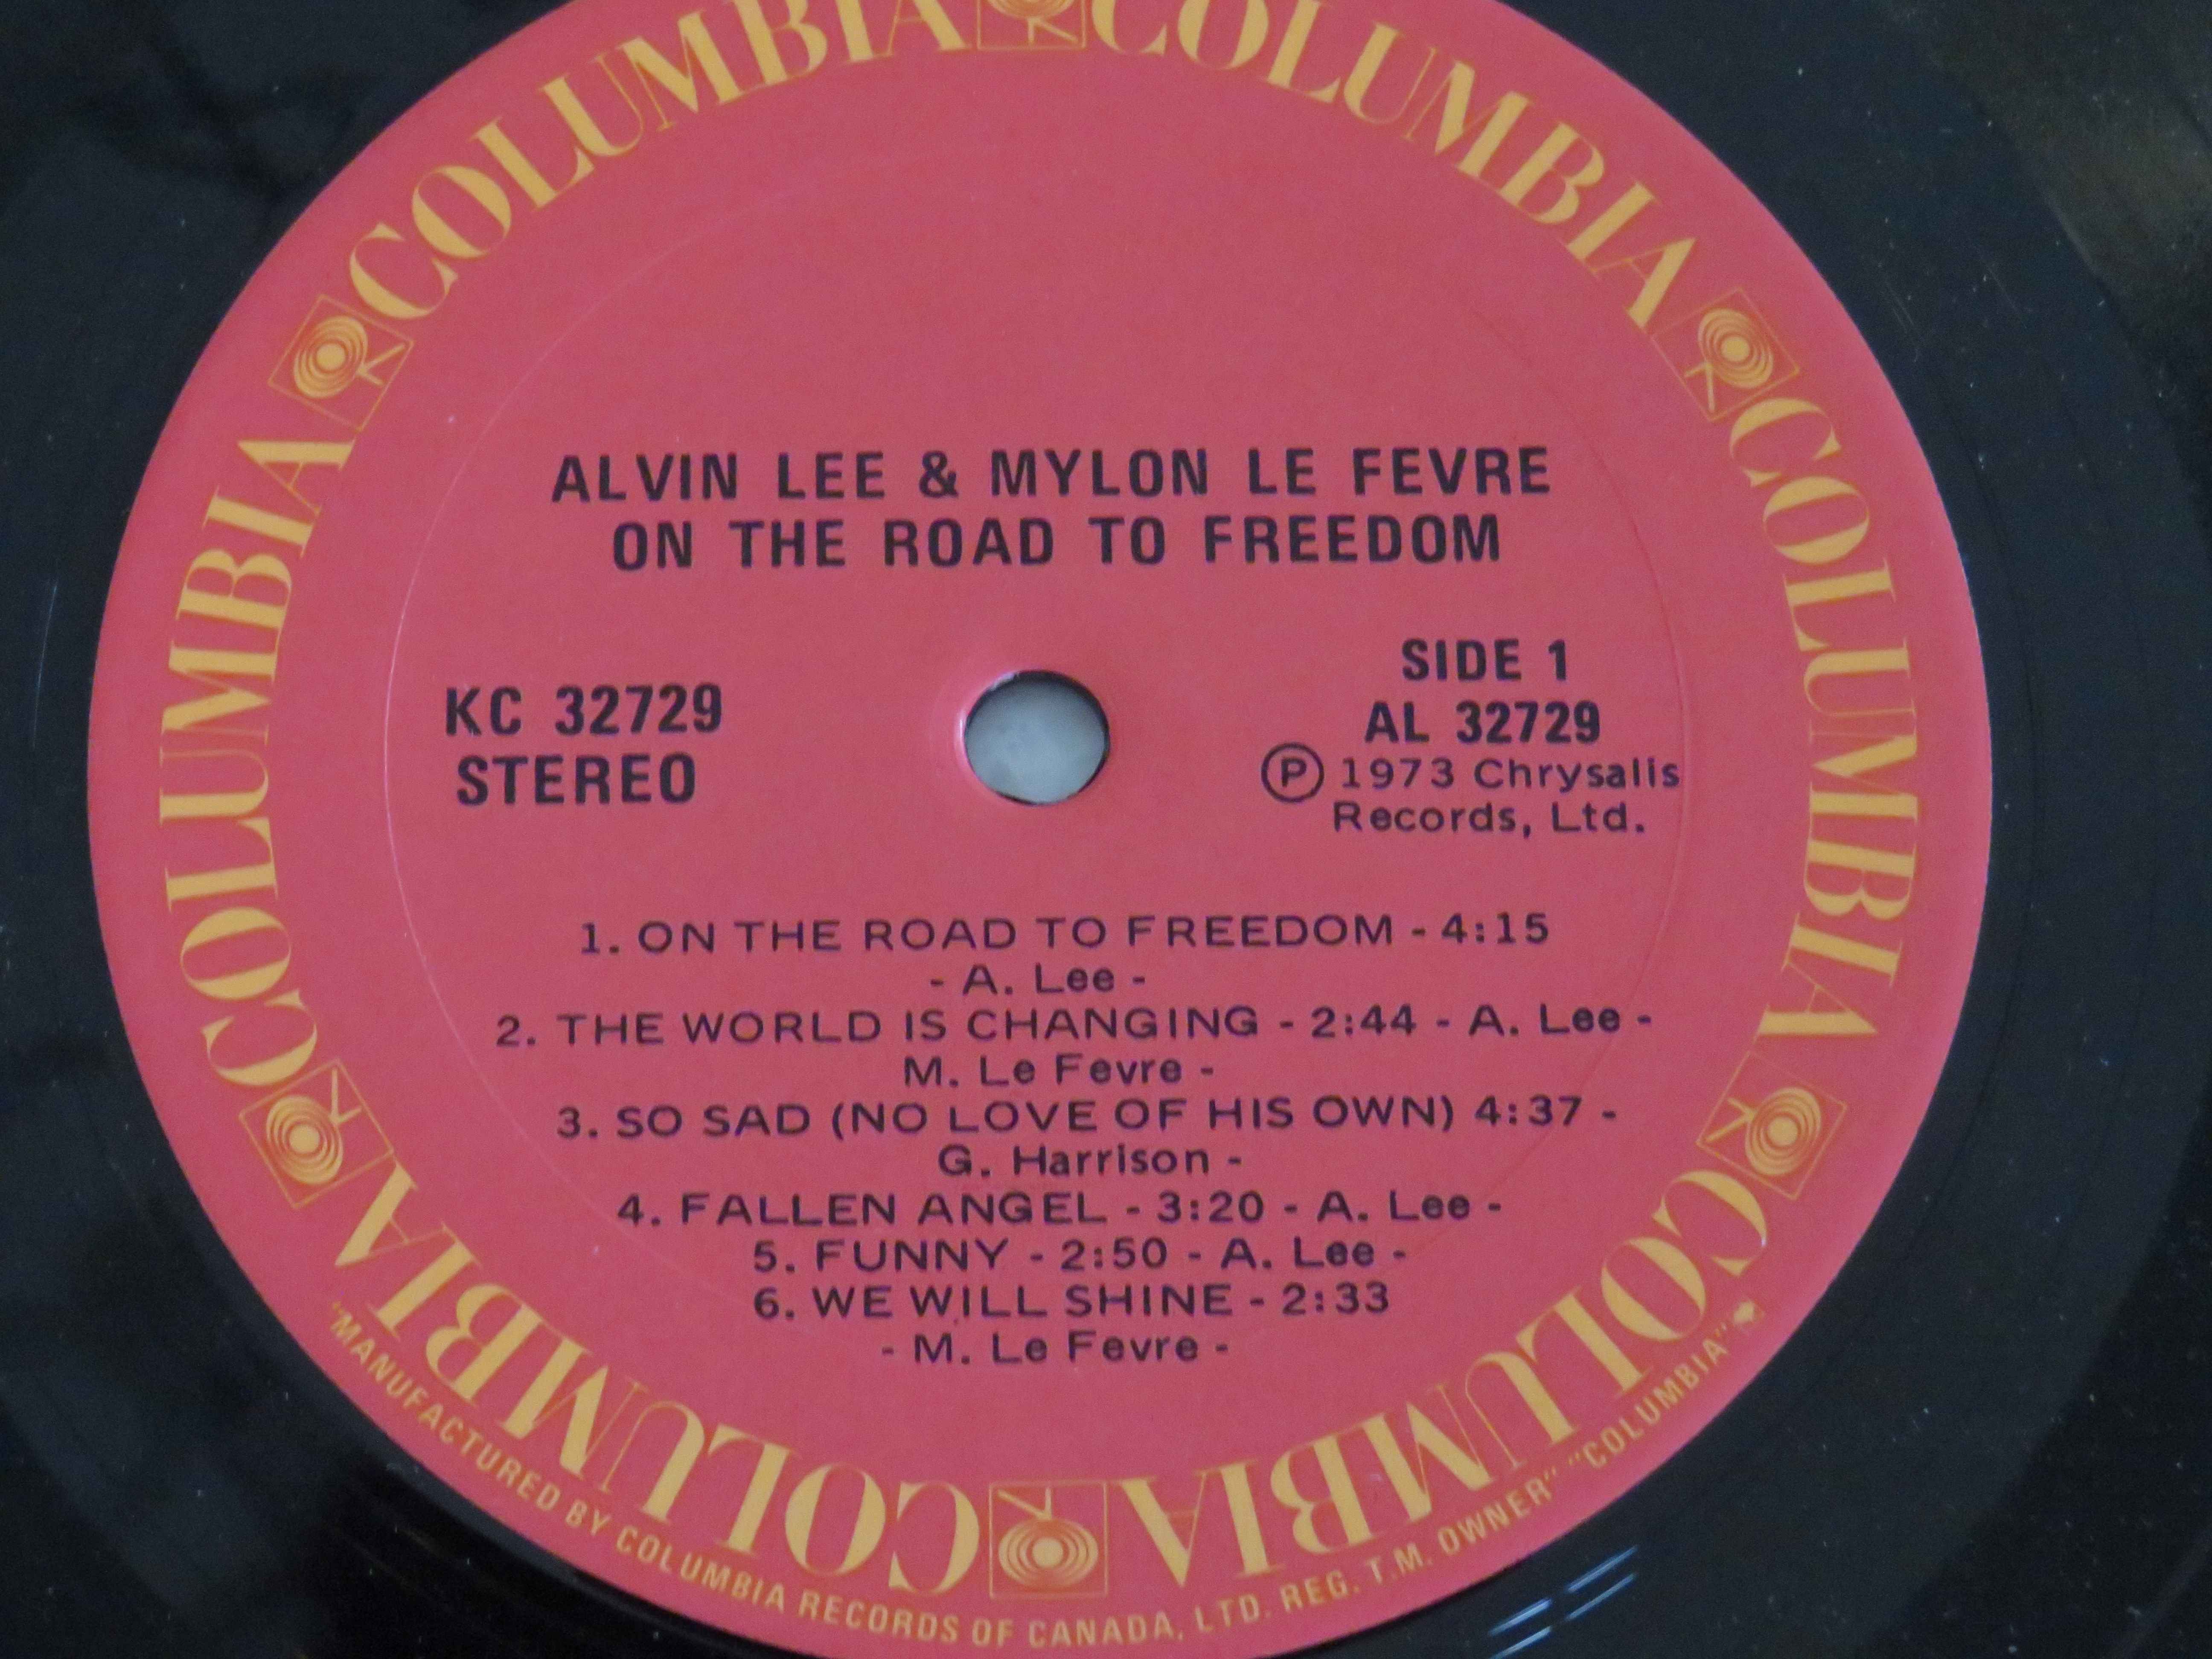 COLUMBIA COLUMBIA COLUMBIA COLUMBIA COLUMBIA COLUMBIA
ALVIN LEE & MYLON LE FEVRE
ON THE ROAD TO FREEDOM
KC 32729
STEREO
SIDE 1
AL 32729
Ⓟ 1973 Chrysalis
Records, Ltd.
1. ON THE ROAD TO FREEDOM - 4:15
- A. Lee -
2. THE WORLD IS CHANGING - 2:44 - A. Lee -
M. Le Fevre -
3. SO SAD (NO LOVE OF HIS OWN) 4:37 -
G. Harrison -
4. FALLEN ANGEL - 3:20 - A. Lee -
5. FUNNY - 2:50 - A. Lee -
6. WE WILL SHINE - 2:33
- M. Le Fevre -
"MANUFACTURED BY COLUMBIA RECORDS OF CANADA, LTD. REG. T.M. OWNER" "COLUMBIA"